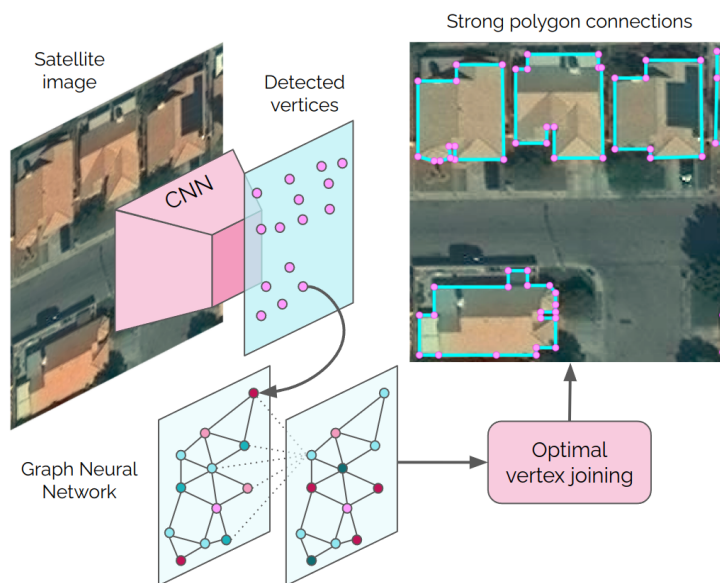 Strong polygon connections
Satellite
image
Detected
vertices
CNN
Graph Neural
Network
Optimal
vertex joining